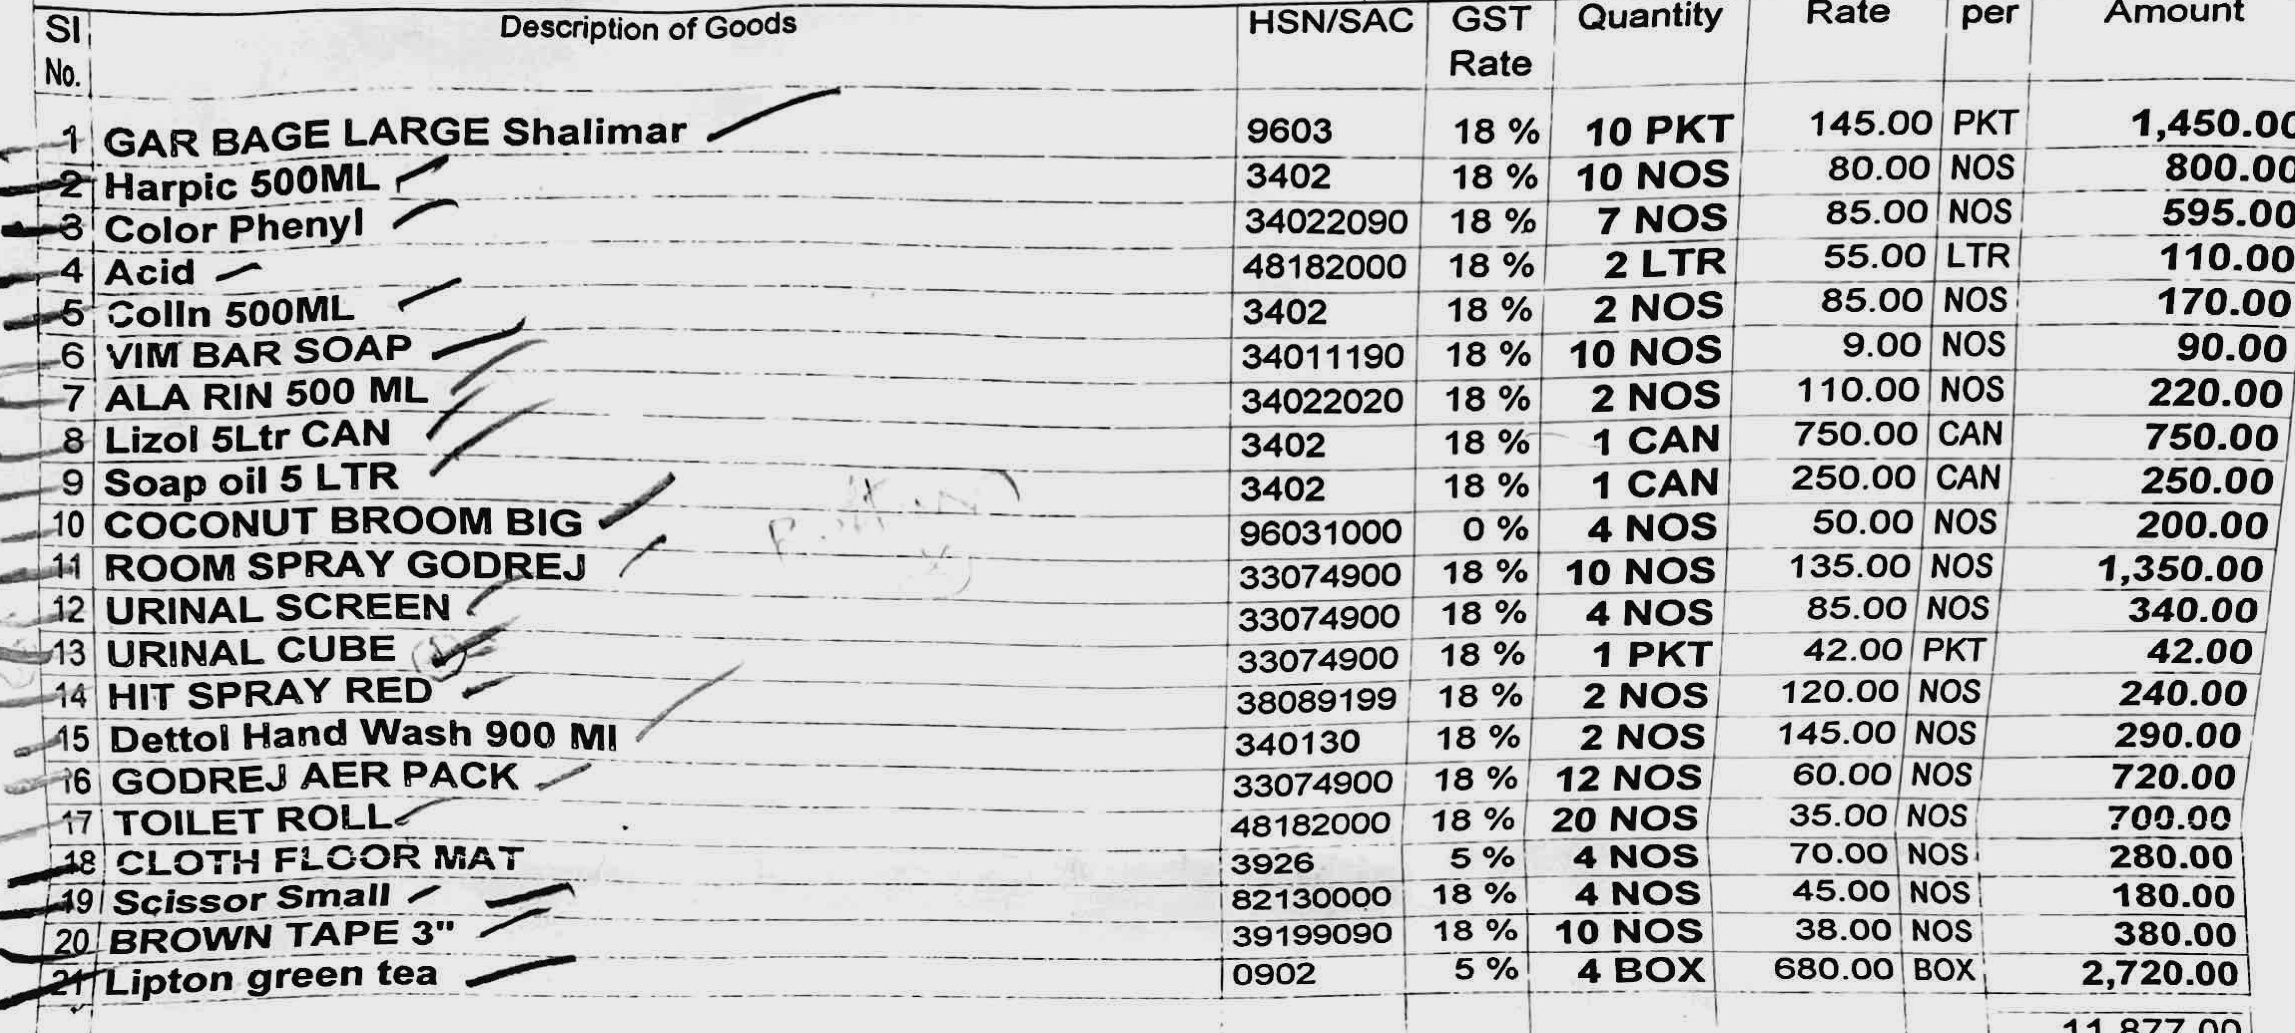 Sl No. Description of Goods HSN/SAC GST Rate Quantity Rate per Amount
1 GAR BAGE LARGE Shalimar 9603 18 % 10 PKT 145.00 PKT 1,450.00
2 Harpic 500ML 3402 18 % 10 NOS 80.00 NOS 800.00
3 Color Phenyl 34022090 18 % 7 NOS 85.00 NOS 595.00
4 Acid 48182000 18 % 2 LTR 55.00 LTR 110.00
5 ColIn 500ML 3402 18 % 2 NOS 85.00 NOS 170.00
6 VIM BAR SOAP 34011190 18 % 10 NOS 9.00 NOS 90.00
7 ALA RIN 500 ML 34022020 18 % 2 NOS 110.00 NOS 220.00
8 Lizol 5Ltr CAN 3402 18 % 1 CAN 750.00 CAN 750.00
9 Soap oil 5 LTR 3402 18 % 1 CAN 250.00 CAN 250.00
10 COCONUT BROOM BIG 96031000 0 % 4 NOS 50.00 NOS 200.00
11 ROOM SPRAY GODREJ 33074900 18 % 10 NOS 135.00 NOS 1,350.00
12 URINAL SCREEN 33074900 18 % 4 NOS 85.00 NOS 340.00
13 URINAL CUBE 33074900 18 % 1 PKT 42.00 PKT 42.00
14 HIT SPRAY RED 38089199 18 % 2 NOS 120.00 NOS 240.00
15 Dettol Hand Wash 900 Ml 340130 18 % 2 NOS 145.00 NOS 290.00
16 GODREJ AER PACK 33074900 18 % 12 NOS 60.00 NOS 720.00
17 TOILET ROLL 48182000 18 % 20 NOS 35.00 NOS 700.00
18 CLOTH FLOOR MAT 3926 5 % 4 NOS 70.00 NOS 280.00
19 Scissor Small 82130000 18 % 4 NOS 45.00 NOS 180.00
20 BROWN TAPE 3" 39199090 18 % 10 NOS 38.00 NOS 380.00
21 Lipton green tea 0902 5 % 4 BOX 680.00 BOX 2,720.00
11,877.00